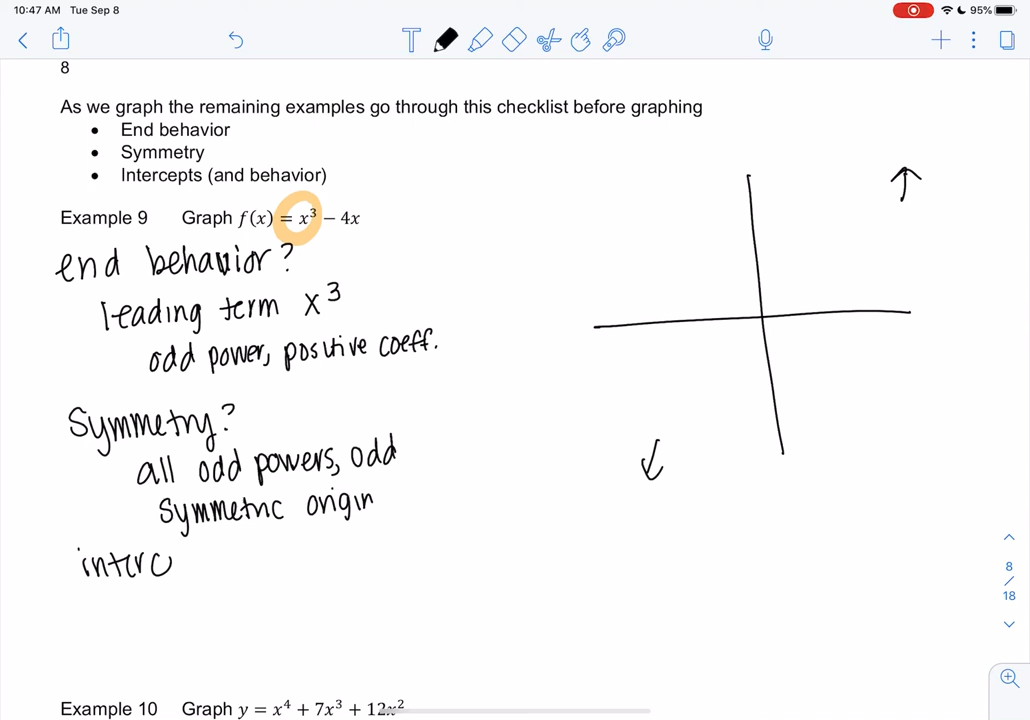 10:47 AM Tue Sep 8 95%
8
As we graph the remaining examples go through this checklist before graphing
• End behavior
• Symmetry
• Intercepts (and behavior)
Example 9 Graph f(x) = x³ − 4x
end behavior?
leading term x³
odd power, positive coeff.
Symmetry?
all odd powers, odd
symmetric origin
interc
8
/
18
Example 10 Graph y = x⁴ + 7x³ + 12x²